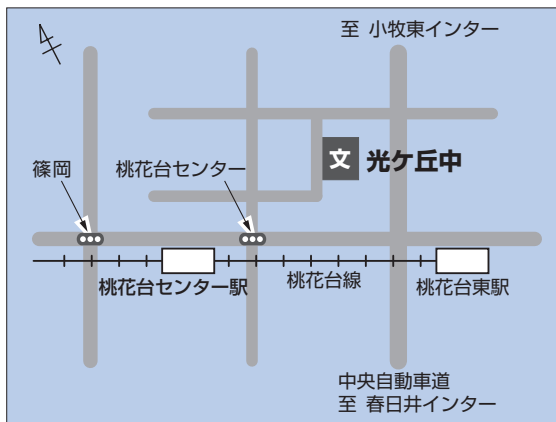 至 小牧東インター
文 光ケ丘中
篠岡
桃花台センター
桃花台センター駅
桃花台線
桃花台東駅
中央自動車道
至 春日井インター